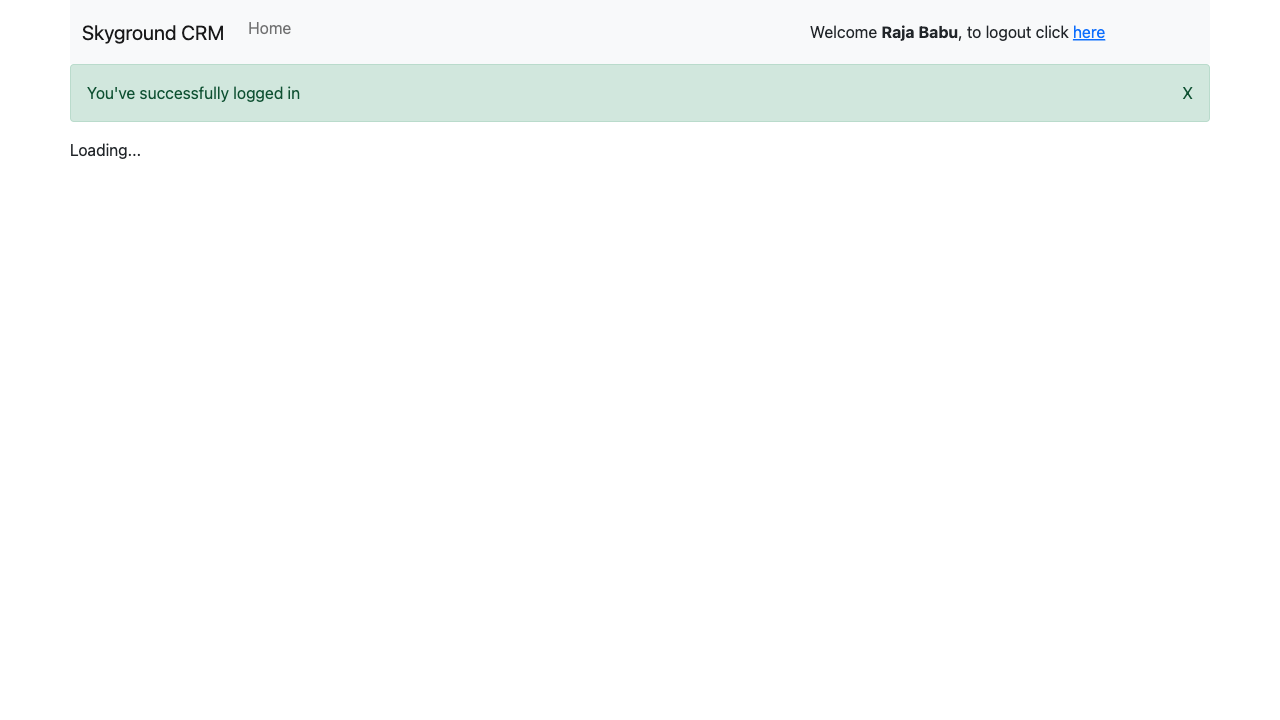 Skyground CRM
Home
Welcome Raja Babu, to logout click here
You've successfully logged in
X
Loading...